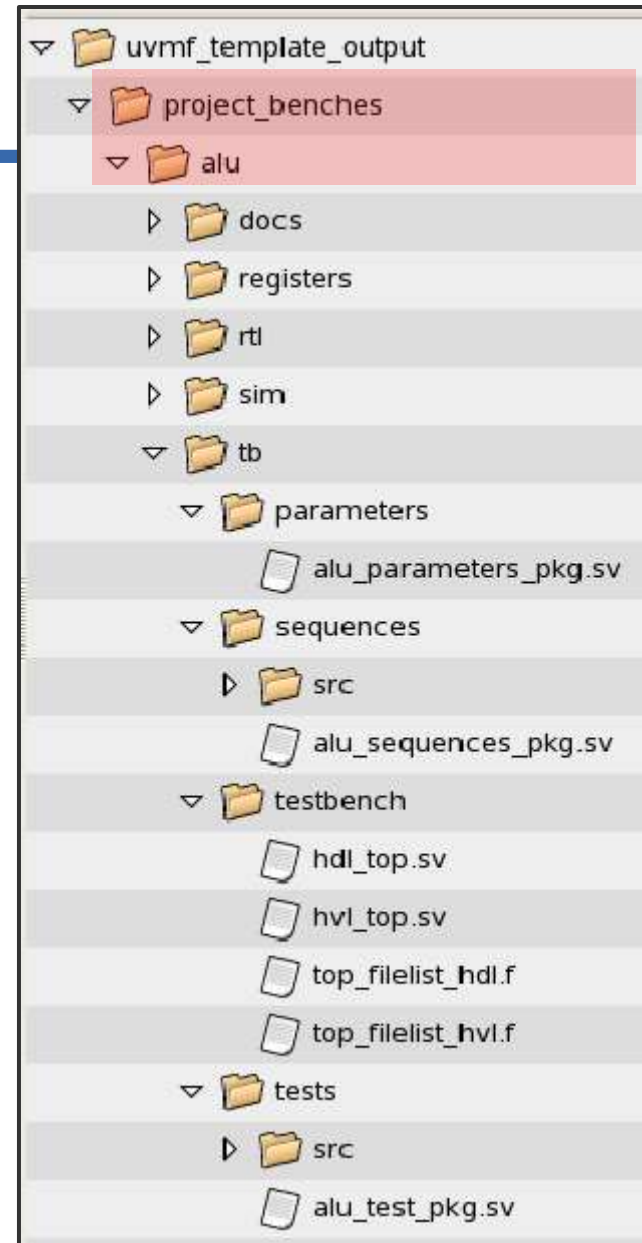 uvmf_template_output
project_benches
alu
docs
registers
rtl
sim
tb
parameters
alu_parameters_pkg.sv
sequences
src
alu_sequences_pkg.sv
testbench
hdl_top.sv
hvl_top.sv
top_filelist_hdl.f
top_filelist_hvl.f
tests
src
alu_test_pkg.sv